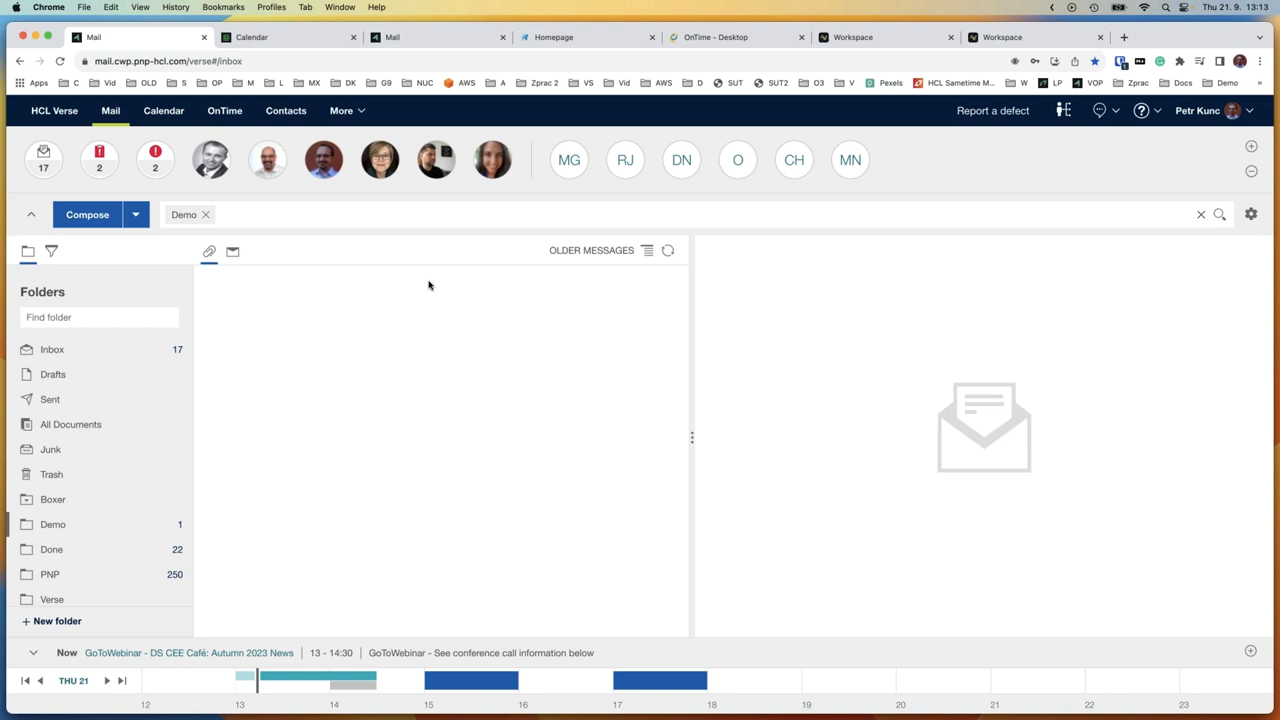 Chrome File Edit View History Bookmarks Profiles Tab Window Help Thu 21. 9. 13:13
Mail Calendar Mail Homepage OnTime - Desktop Workspace Workspace
mail.cwp.pnp-hcl.com/verse#/inbox
Apps C Vid OLD S OP M L MX DK G9 NUC AWS A Zprac 2 VS Vid AWS D SUT SUT2 O3 V Pexels HCL Sametime M... W LP VOP Zprac Docs Demo »
HCL Verse Mail Calendar OnTime Contacts More Report a defect Petr Kunc
17 2 2 MG RJ DN O CH MN
Compose Demo
OLDER MESSAGES
Folders
Find folder
Inbox 17
Drafts
Sent
All Documents
Junk
Trash
Boxer
Demo 1
Done 22
PNP 250
Verse
+ New folder
Now GoToWebinar - DS CEE Café: Autumn 2023 News 13 - 14:30 GoToWebinar - See conference call information below
THU 21
12 13 14 15 16 17 18 19 20 21 22 23